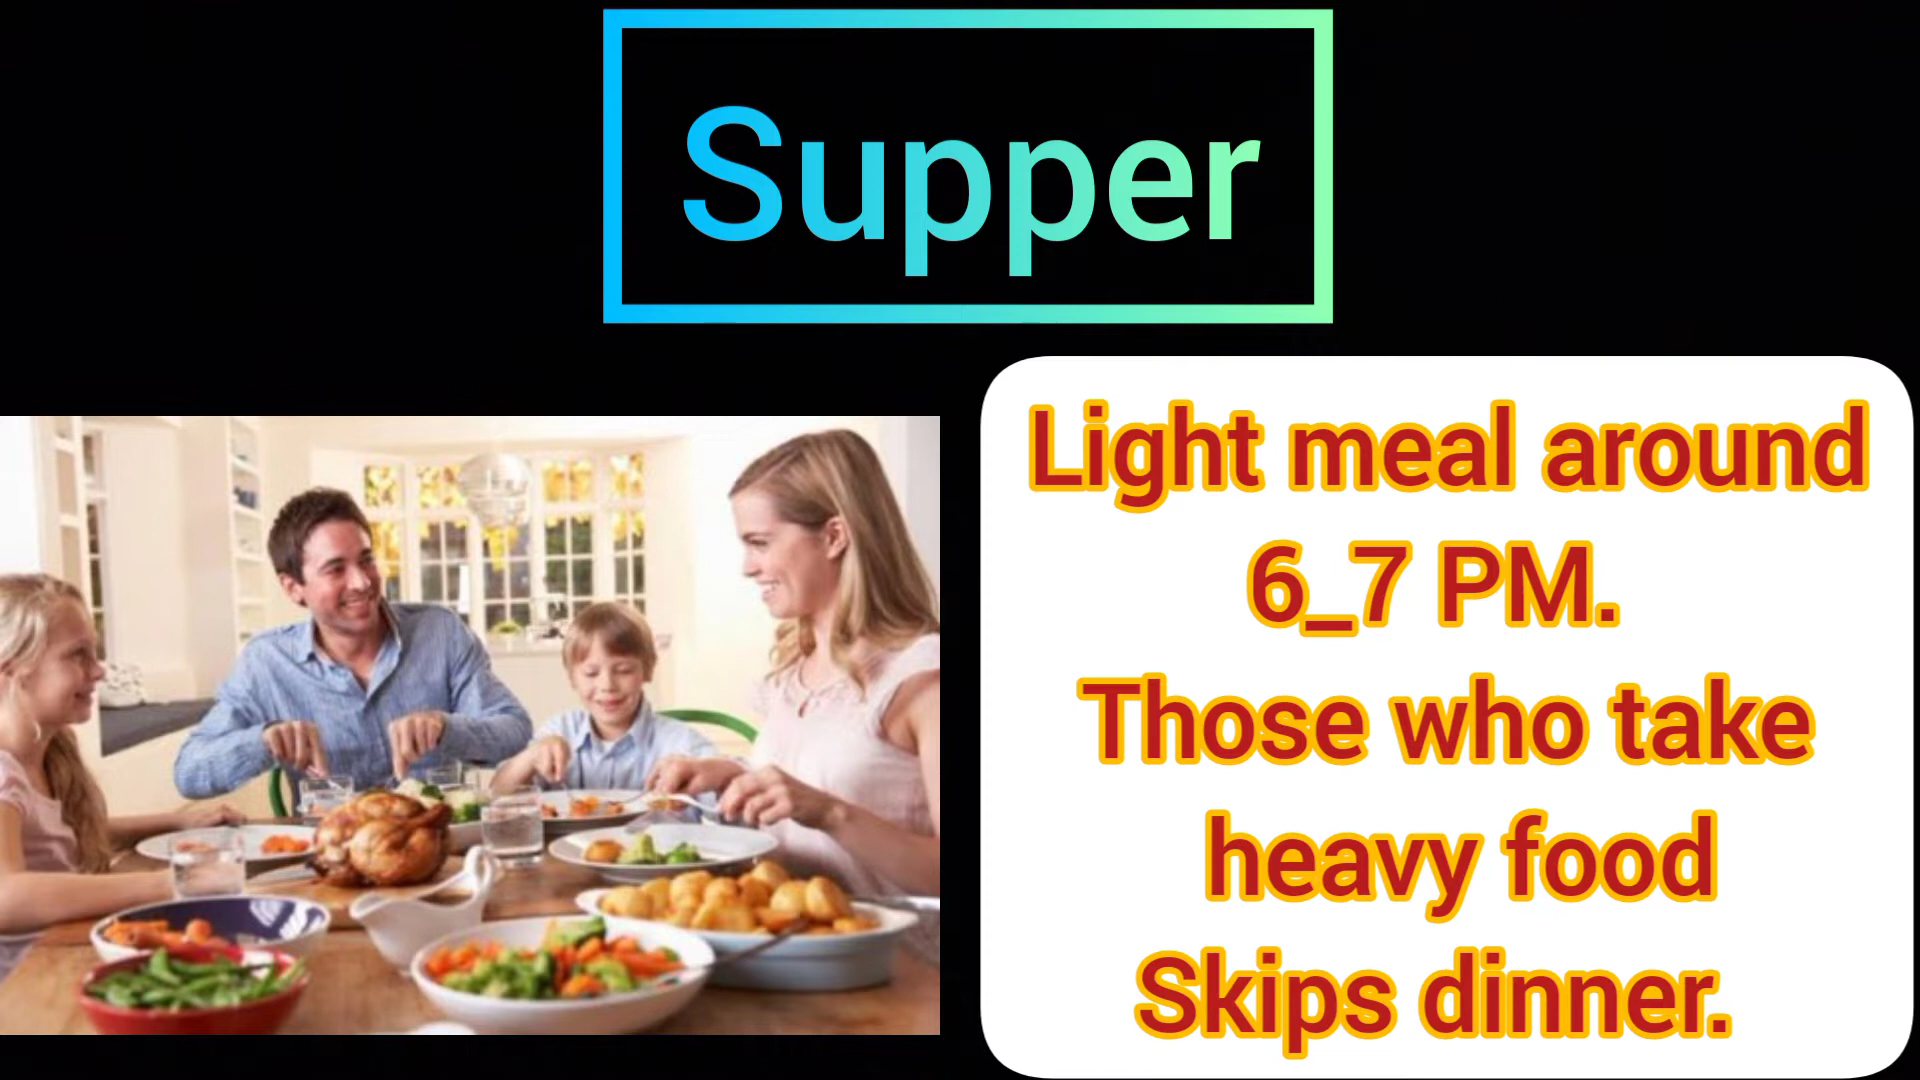 Supper
Light meal around
6_7 PM.
Those who take
heavy food
Skips dinner.